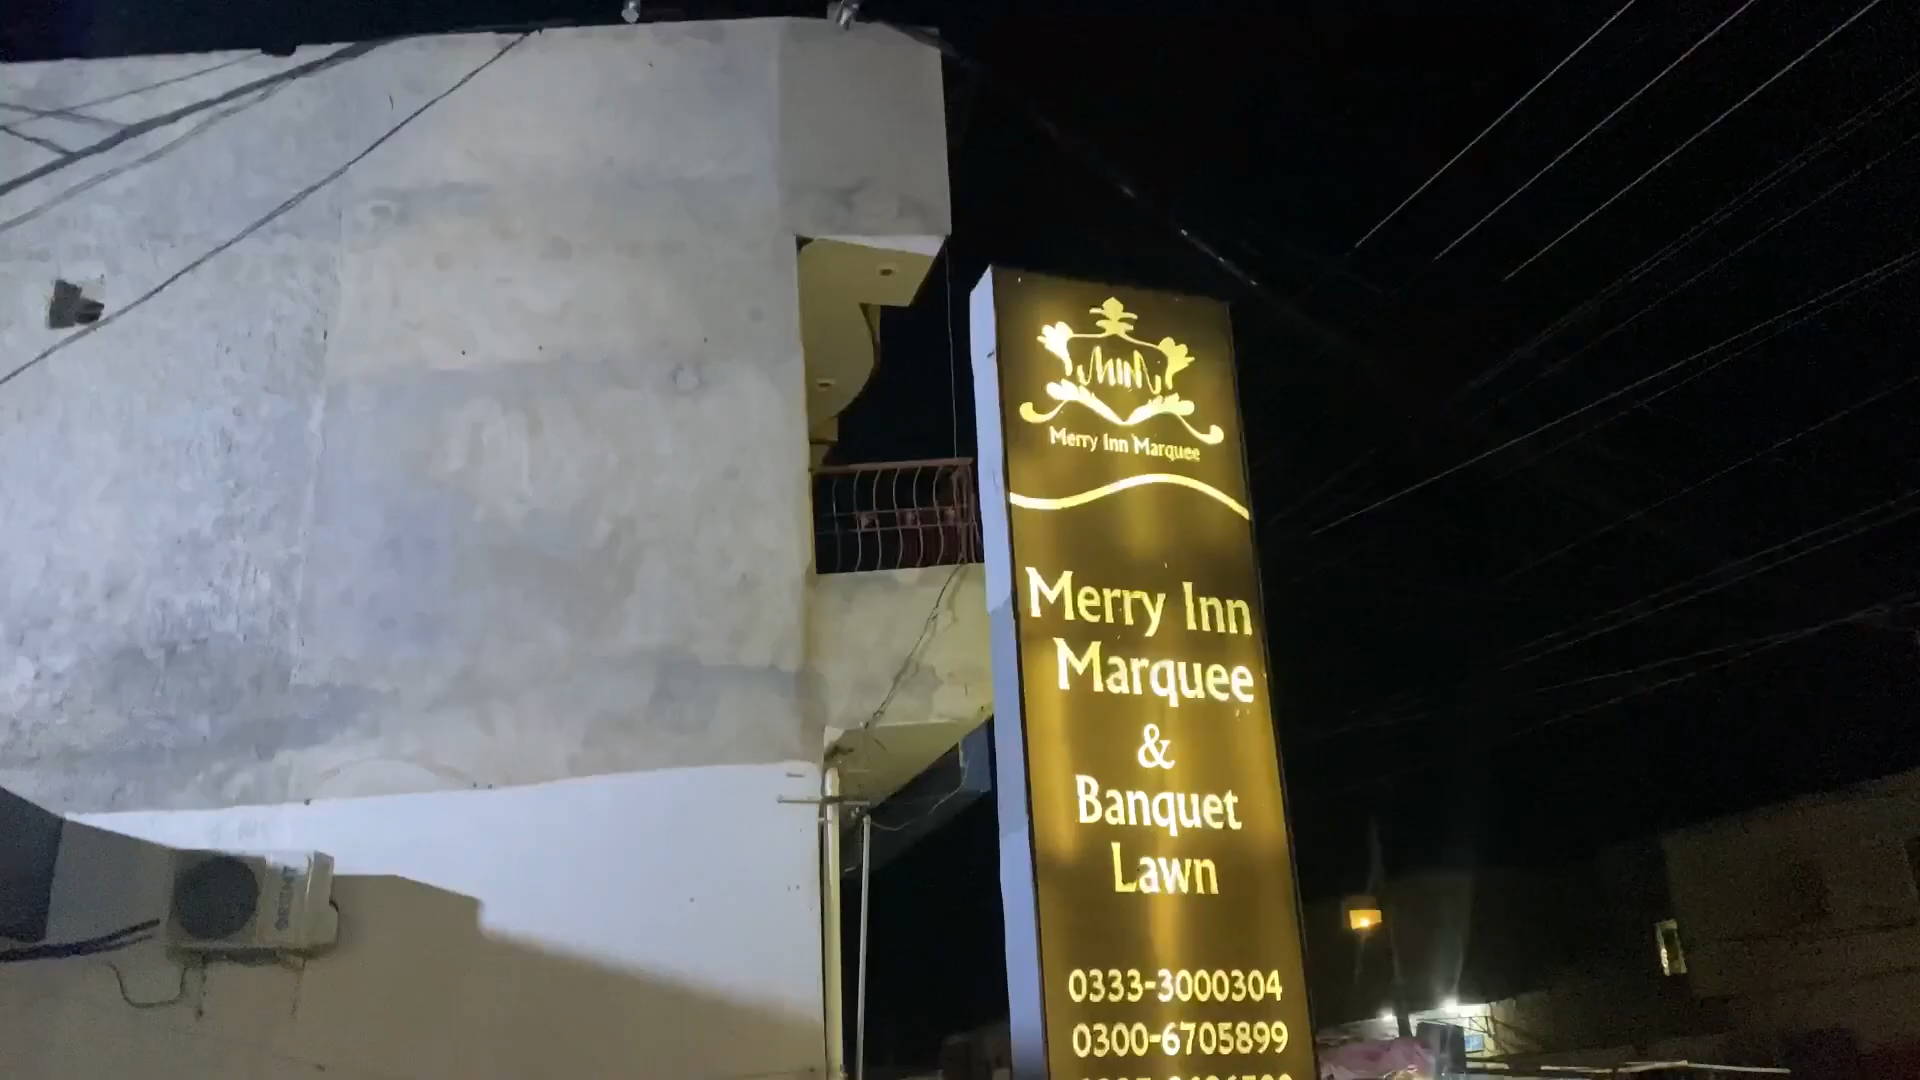 MIM
Merry Inn Marquee
Merry Inn
Marquee
&
Banquet
Lawn
0333-3000304
0300-6705899